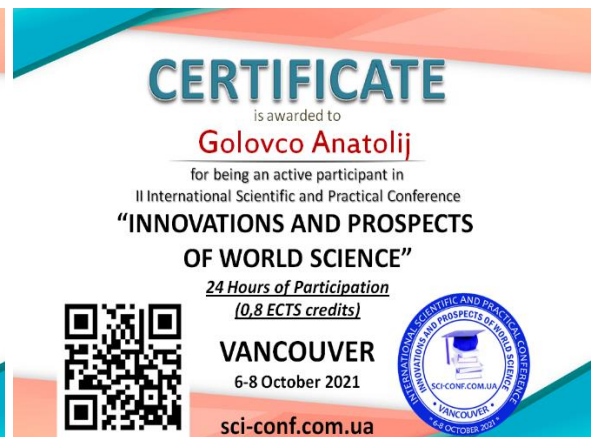 CERTIFICATE
is awarded to
Golovco Anatolij
for being an active participant in
II International Scientific and Practical Conference
“INNOVATIONS AND PROSPECTS
OF WORLD SCIENCE”
24 Hours of Participation
(0,8 ECTS credits)
VANCOUVER
6-8 October 2021
sci-conf.com.ua
INTERNATIONAL SCIENTIFIC AND PRACTICAL CONFERENCE
INNOVATIONS AND PROSPECTS OF WORLD SCIENCE
SCI-CONF.COM.UA
• VANCOUVER •
• 6-8 OCTOBER 2021 •